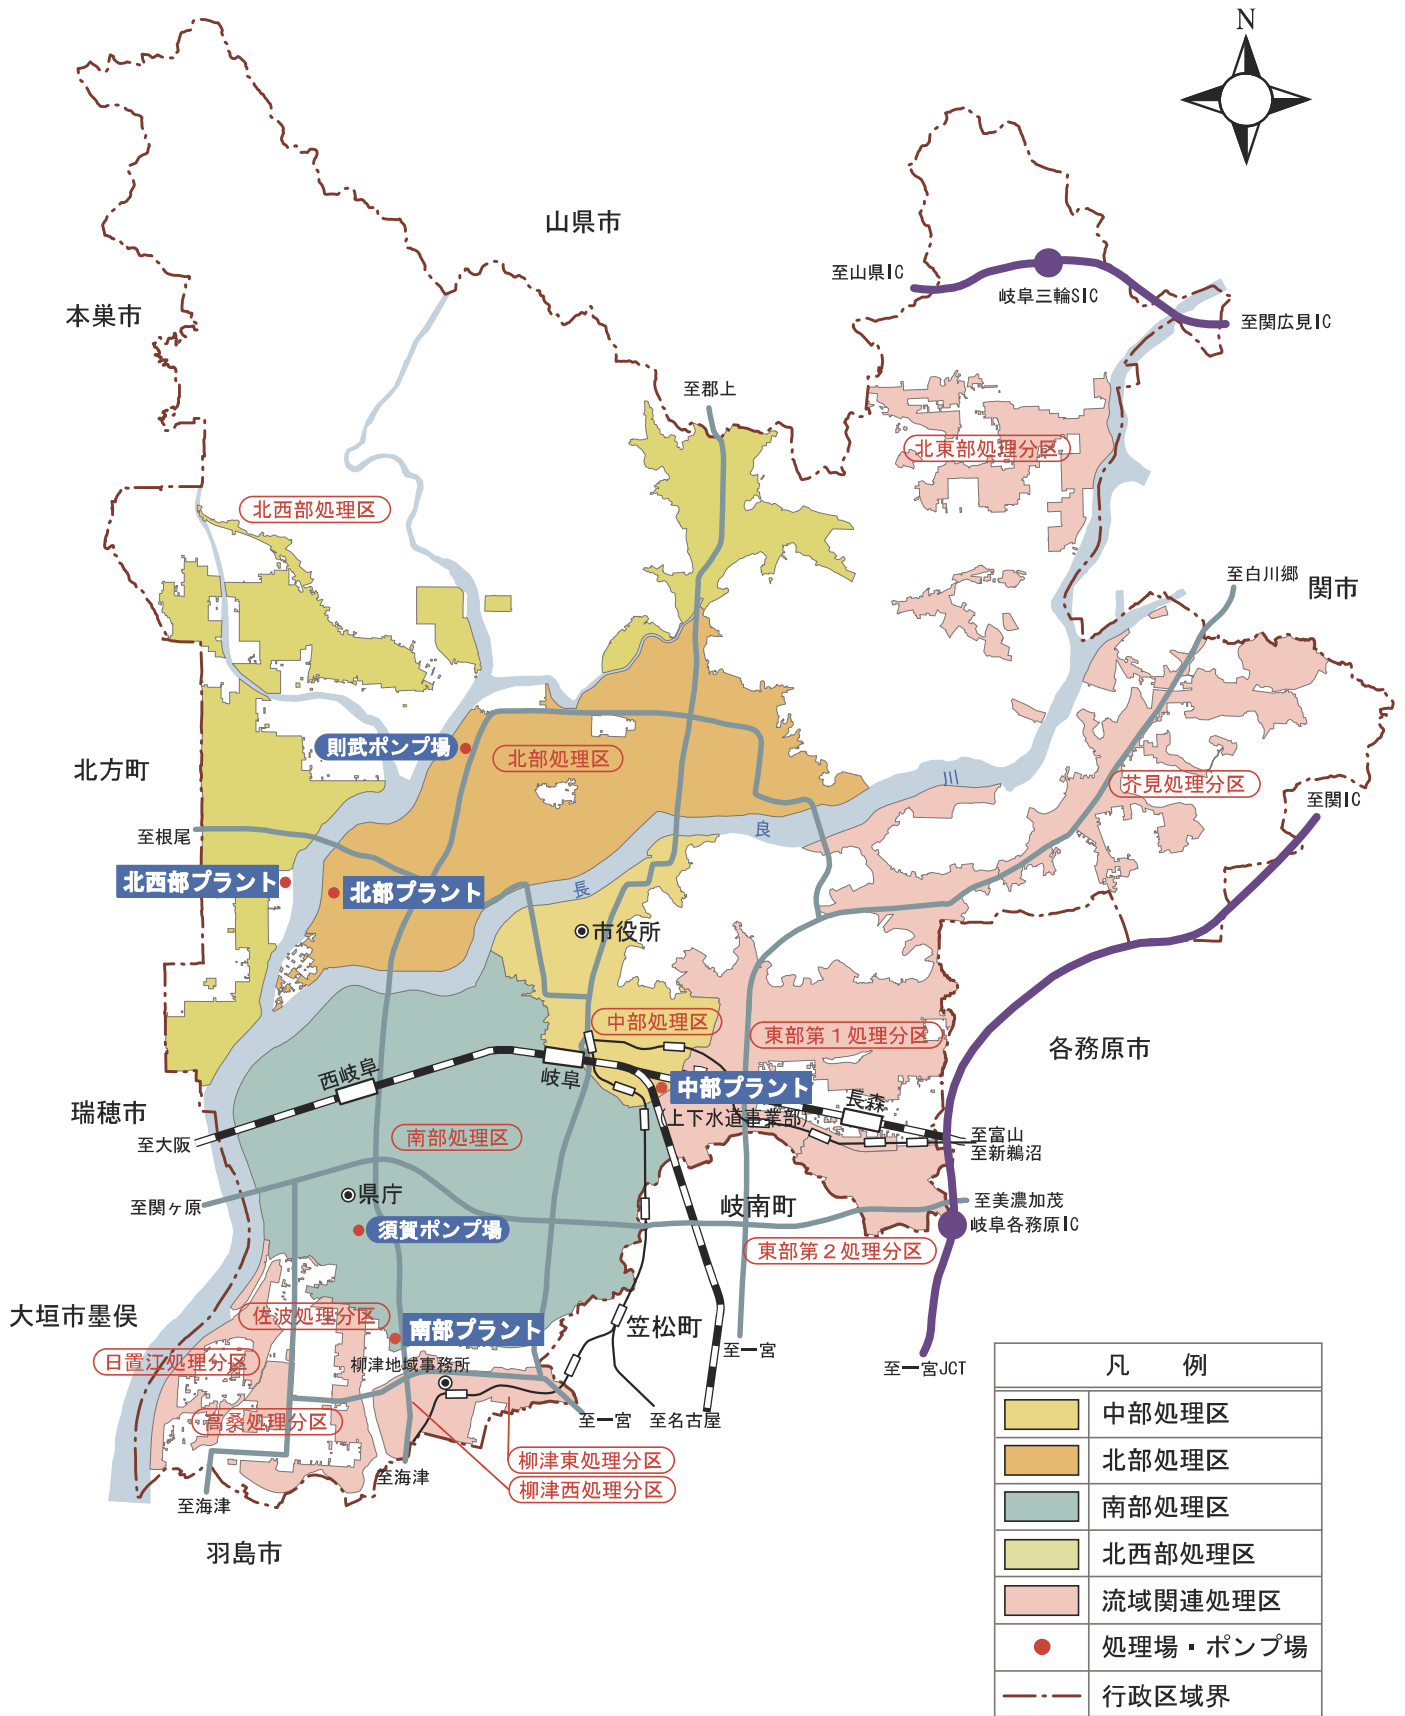 N
山県市
至山県IC
岐阜三輪SIC
本巣市
至関広見IC
至郡上
北東部処理分区
北西部処理区
至白川郷
関市
則武ポンプ場
北部処理区
北方町
川
芥見処理分区
至関IC
至根尾
良
北西部プラント
北部プラント
長
市役所
中部処理区
東部第1処理分区
各務原市
西岐阜
岐阜
中部プラント
長森
瑞穂市
(上下水道事業部)
至大阪
南部処理区
至富山
至新鵜沼
県庁
至関ヶ原
岐南町
至美濃加茂
岐阜各務原IC
須賀ポンプ場
東部第2処理分区
大垣市墨俣
佐波処理分区
南部プラント
笠松町
日置江処理分区
柳津地域事務所
至一宮
至一宮JCT
高桑処理分区
至一宮
至名古屋
柳津東処理分区
至海津
柳津西処理分区
至海津
羽島市
凡 例
中部処理区
北部処理区
南部処理区
北西部処理区
流域関連処理区
処理場・ポンプ場
行政区域界